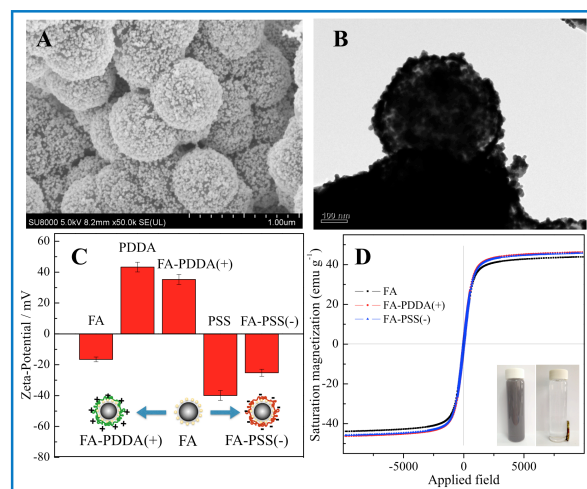 A
SU8000 5.0kV 8.2mm x50.0k SE(UL)
1.00um
B
100 nm
C
Zeta-Potential / mV
60
40
20
0
-20
-40
-60
-80
FA
PDDA
FA-PDDA(+)
PSS
FA-PSS(-)
+ + + + + + + +
- - - - - - - -
FA-PDDA(+)
FA
FA-PSS(-)
D
Saturation magnetization (emu g⁻¹)
40
20
0
-20
-40
FA
FA-PDDA(+)
FA-PSS(-)
-5000
0
5000
Applied field